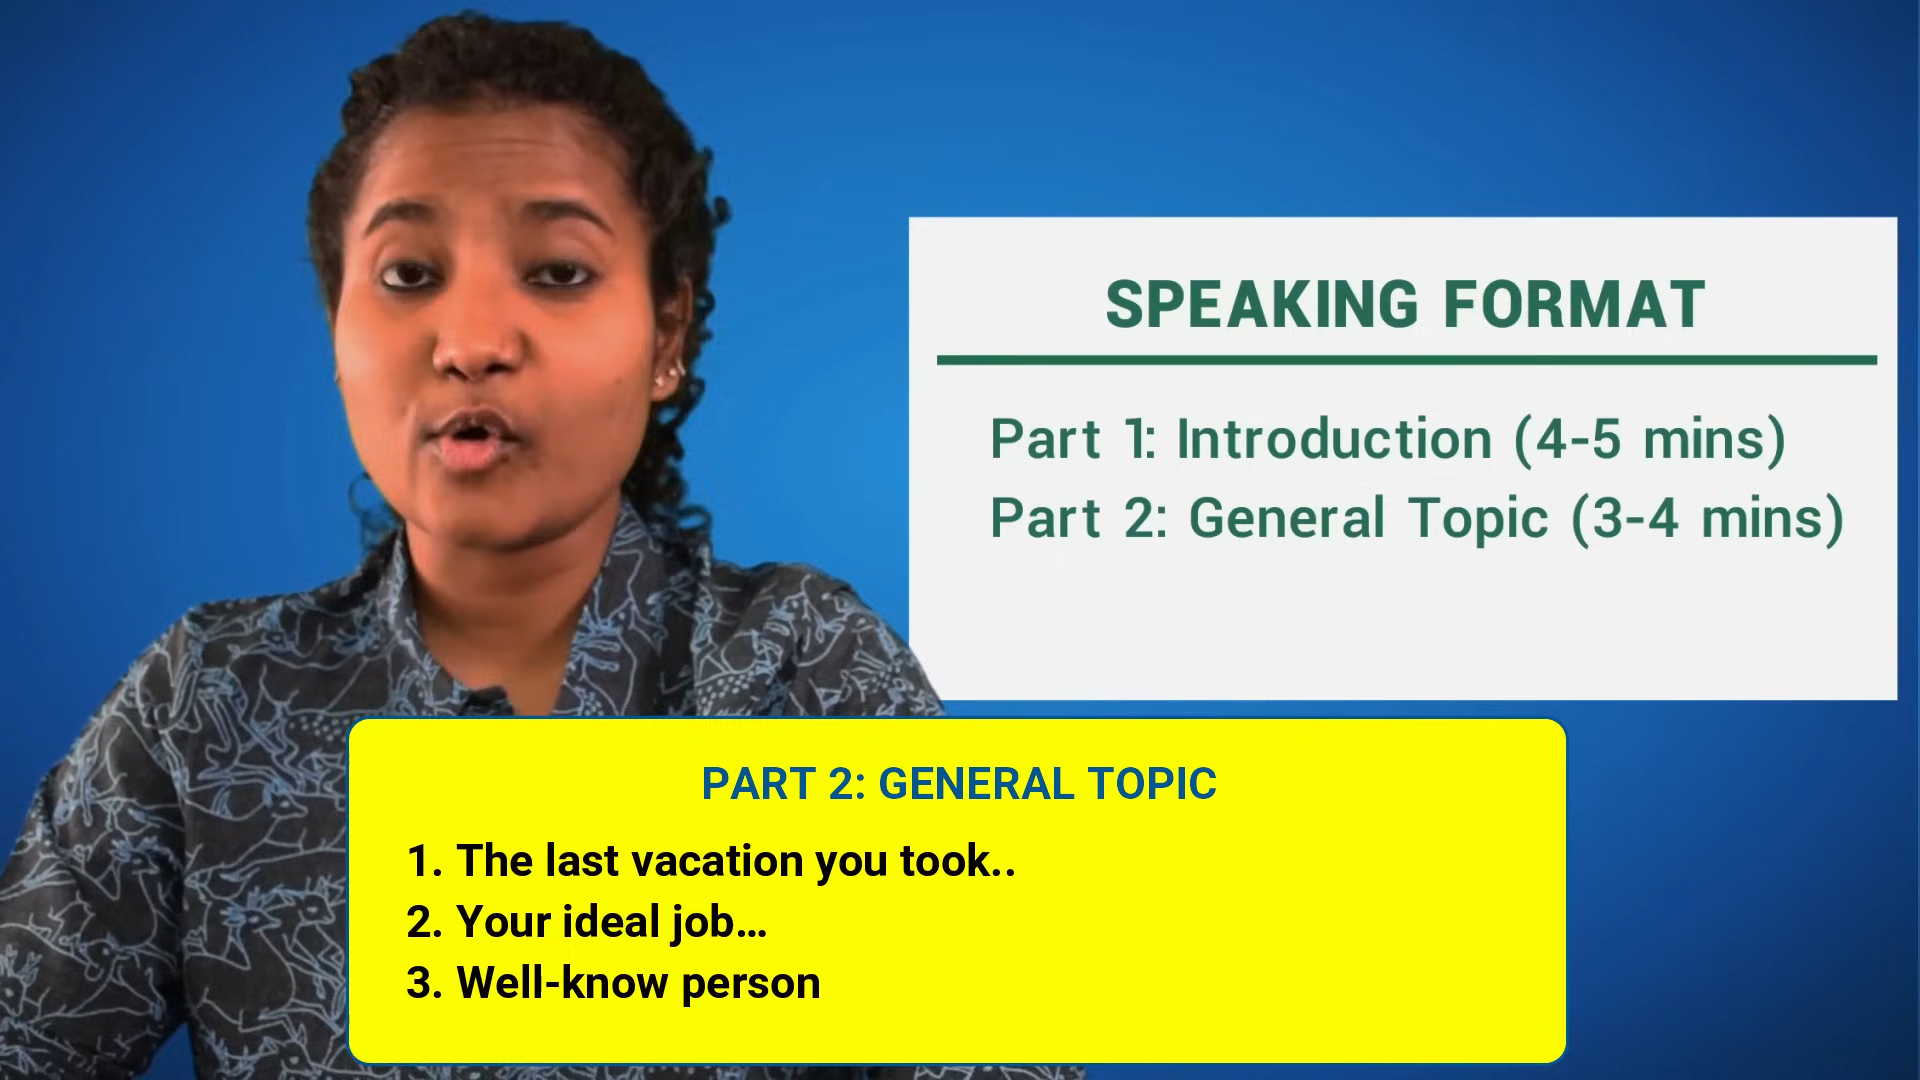 SPEAKING FORMAT
Part 1: Introduction (4-5 mins)
Part 2: General Topic (3-4 mins)
PART 2: GENERAL TOPIC
1. The last vacation you took..
2. Your ideal job...
3. Well-know person